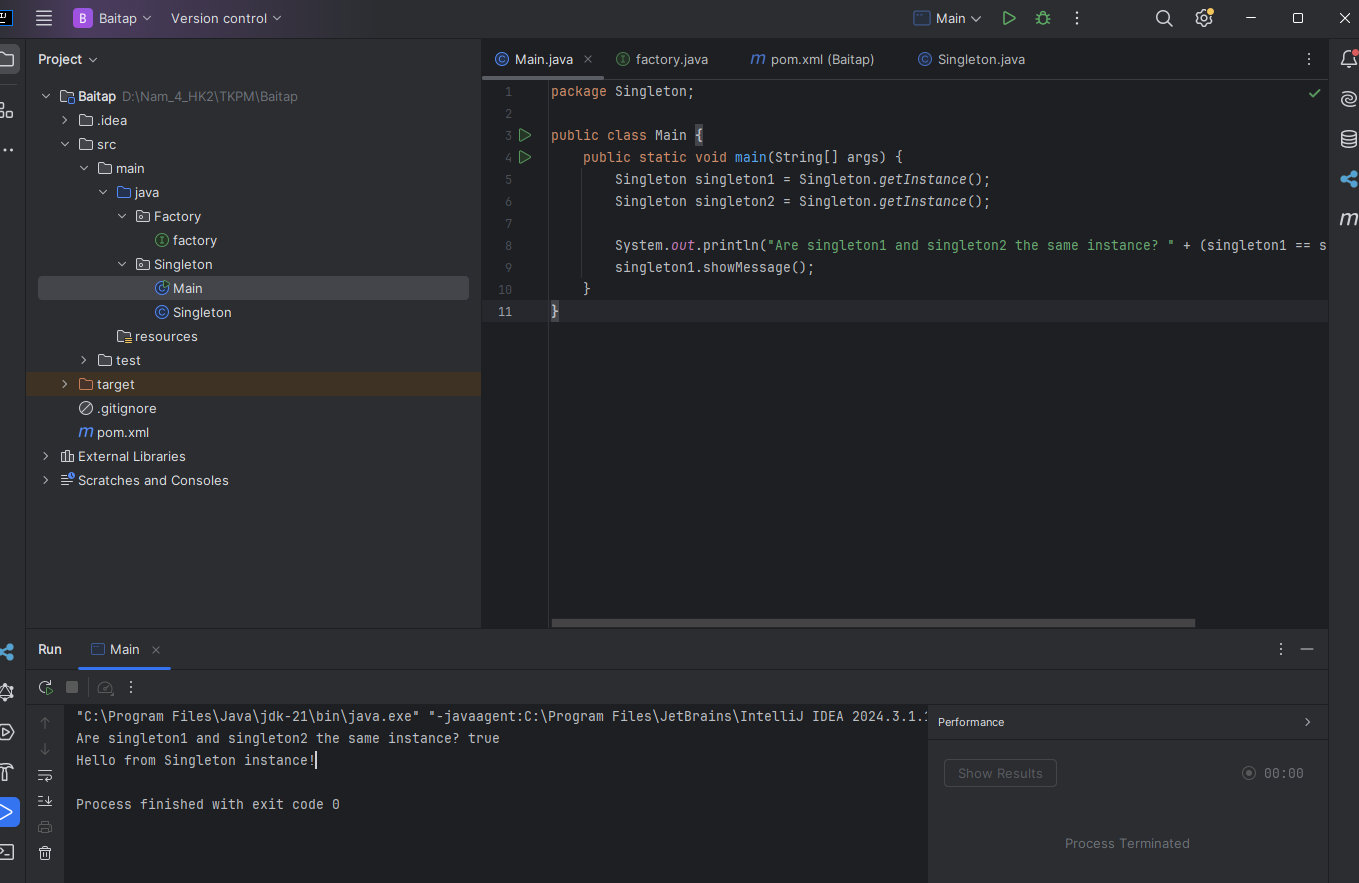 B Baitap Version control Main
Project
Main.java factory.java m pom.xml (Baitap) Singleton.java
Baitap D:\Nam_4_HK2\TKPM\Baitap
.idea
src
main
java
Factory
factory
Singleton
Main
Singleton
resources
test
target
.gitignore
m pom.xml
External Libraries
Scratches and Consoles
1 package Singleton;
2
3 public class Main {
4 public static void main(String[] args) {
5 Singleton singleton1 = Singleton.getInstance();
6 Singleton singleton2 = Singleton.getInstance();
7
8 System.out.println("Are singleton1 and singleton2 the same instance? " + (singleton1 == s
9 singleton1.showMessage();
10 }
11 }
m
Run Main
"C:\Program Files\Java\jdk-21\bin\java.exe" "-javaagent:C:\Program Files\JetBrains\IntelliJ IDEA 2024.3.1.1
Are singleton1 and singleton2 the same instance? true
Hello from Singleton instance!
Process finished with exit code 0
Performance
Show Results 00:00
Process Terminated